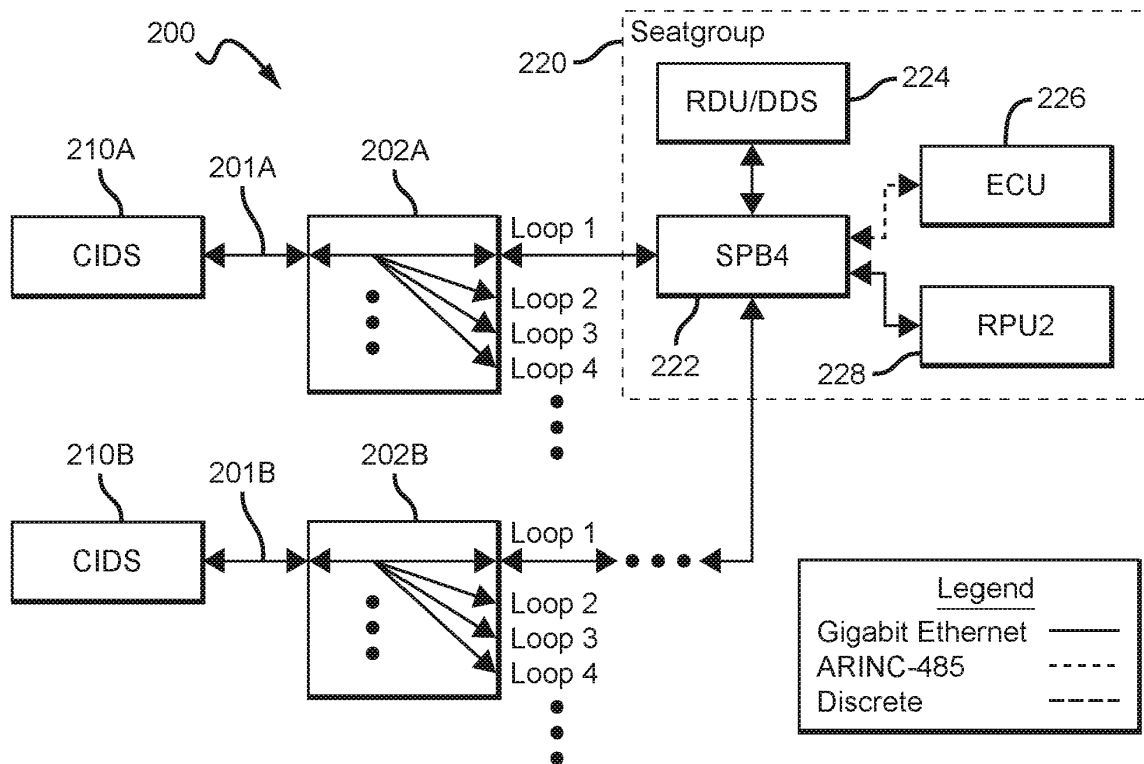 200
Seatgroup
220
RDU/DDS
224
226
ECU
210A
201A
202A
CIDS
Loop 1
SPB4
Loop 2
Loop 3
Loop 4
222
RPU2
228
210B
201B
202B
CIDS
Loop 1
Loop 2
Loop 3
Loop 4
Legend
Gigabit Ethernet
ARINC-485
Discrete